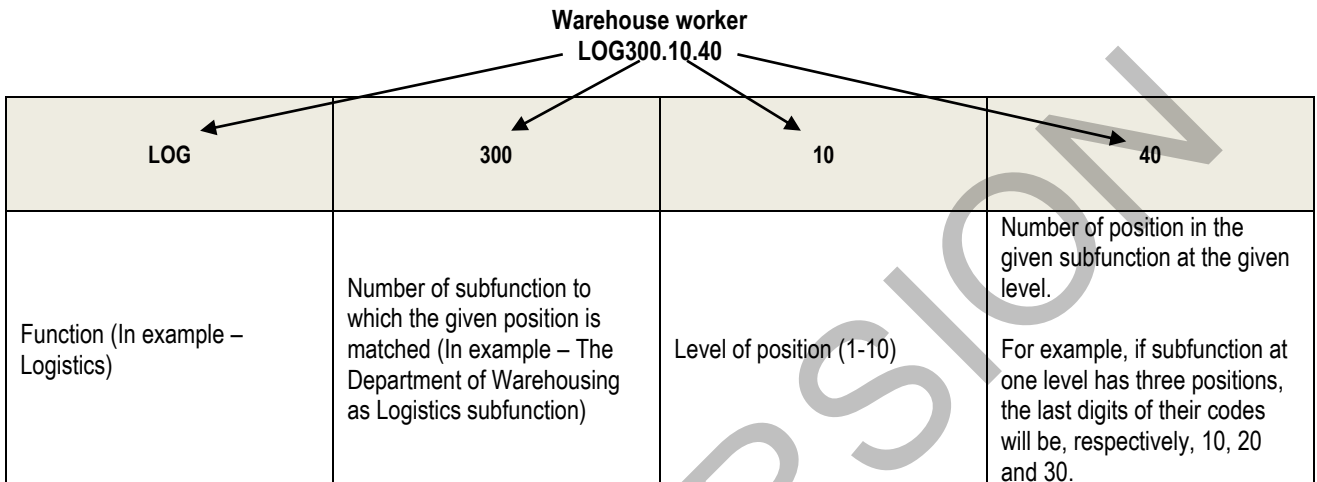 Warehouse worker
LOG300.10.40
LOG
300
10
40
Function (In example –
Logistics)
Number of subfunction to
which the given position is
matched (In example – The
Department of Warehousing
as Logistics subfunction)
Level of position (1-10)
Number of position in the
given subfunction at the given
level.
For example, if subfunction at
one level has three positions,
the last digits of their codes
will be, respectively, 10, 20
and 30.
RSION